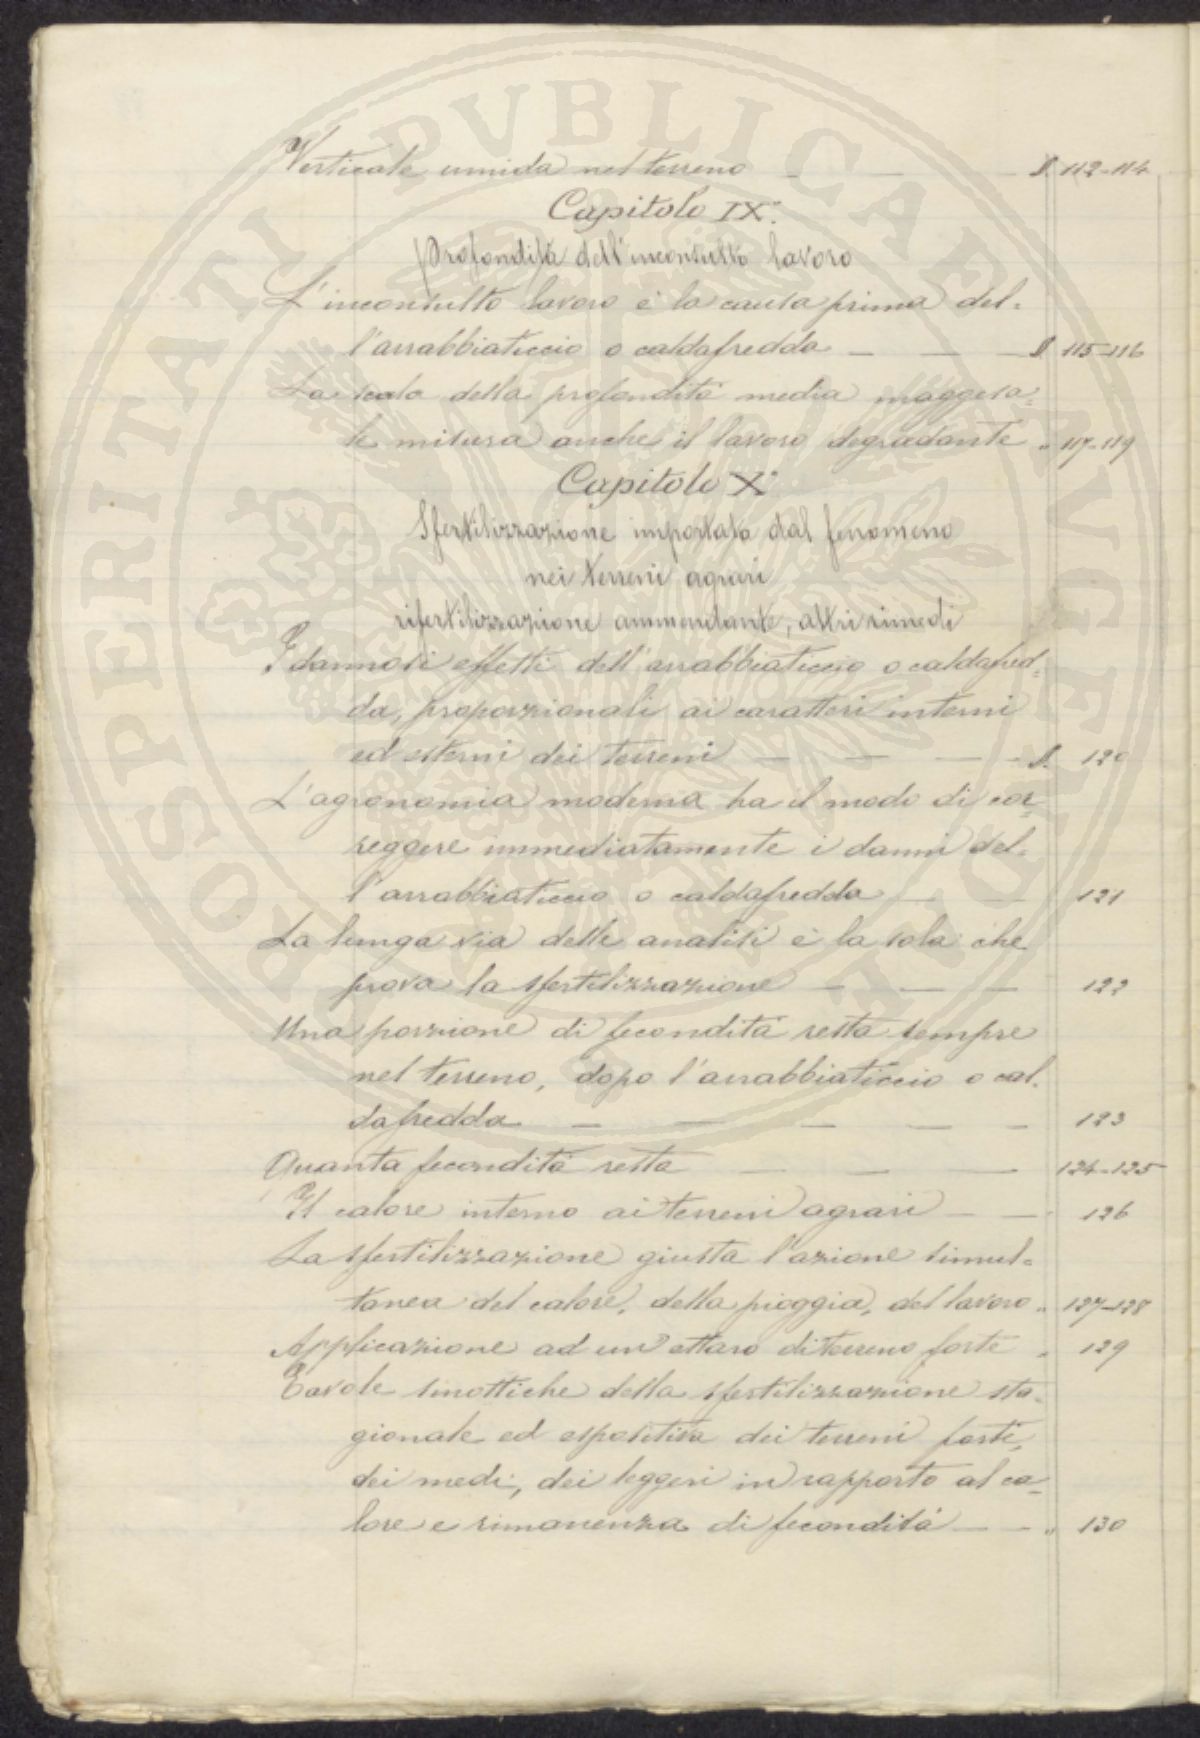 Verticale umida nel terreno — — — § 112-114
Capitolo IX°.
Profondità dell'inconsulto lavoro
L'inconsulto lavoro è la causa prima del-
l'arrabbiaticcio o caldafredda — — — § 115-116
La scala della profondità media maggesa-
le misura anche il lavoro degradante „ 117-119
Capitolo X°
Sfertilizzazione importata dal fenomeno
nei terreni agrari
rifertilizzazione ammendante, altri rimedi
I dannosi effetti dell'arrabbiaticcio o caldafred-
da, proporzionali ai caratteri interni
ed esterni dei terreni — — — § 120
L'agronomia moderna ha il modo di cor-
reggere immediatamente i danni del-
l'arrabbiaticcio o caldafredda — — 121
La lunga via delle analisi è la sola che
prova la sfertilizzazione — — — 122
Una porzione di fecondità resta sempre
nel terreno, dopo l'arrabbiaticcio o cal-
dafredda — — — — — 123
Quanta fecondità resta — — — 124-125
Il calore interno ai terreni agrari — — 126
La sfertilizzazione giusta l'azione simul-
tanea del calore, della pioggia, del lavoro „ 127-128
Applicazione ad un ettaro di terreno forte „ 129
Tavole sinottiche della sfertilizzazione sta-
gionale ed espositiva dei terreni forti,
dei medi, dei leggeri in rapporto al ca-
lore e rimanenza di fecondità — — „ 130
PROSPERITATI PVBLICAE AVGENDAE